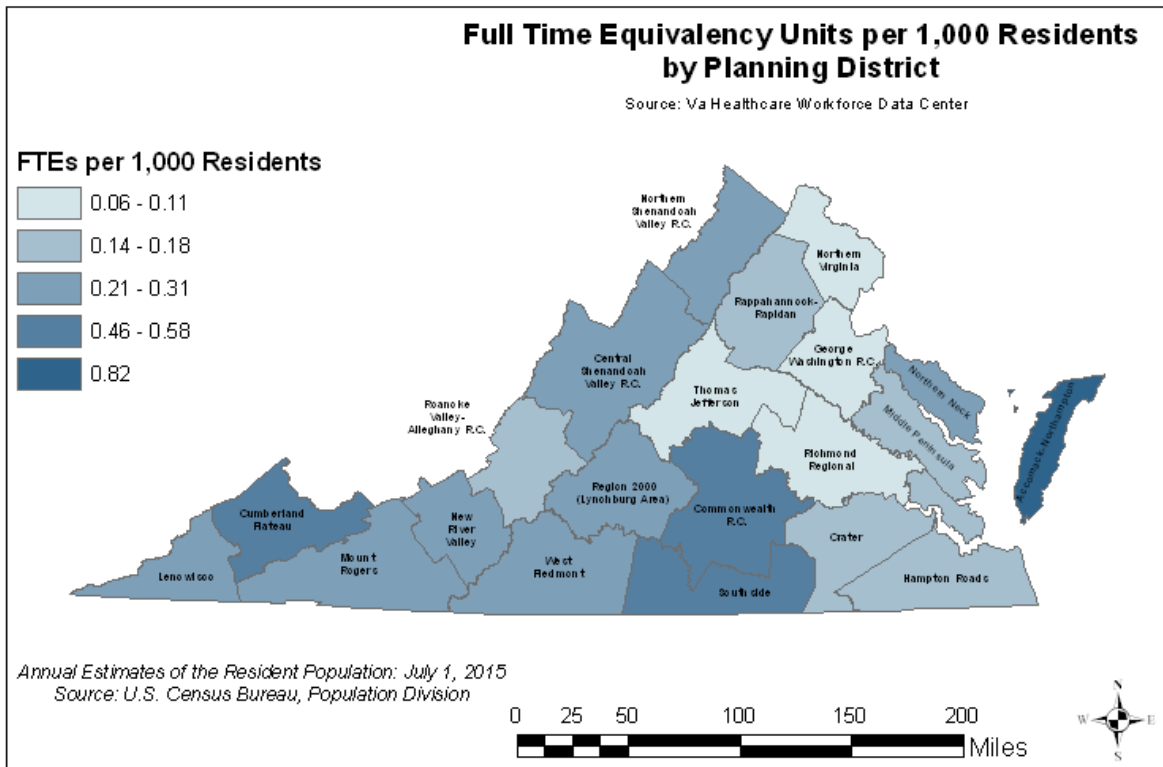 Full Time Equivalency Units per 1,000 Residents
by Planning District
Source: Va Healthcare Workforce Data Center
FTEs per 1,000 Residents
0.06 - 0.11
0.14 - 0.18
0.21 - 0.31
0.46 - 0.58
0.82
Northern
Shenandoah
Valley R.C.
Northern
Virginia
Rappahannock-
Rapidan
George
Washington R.C.
Northern Neck
Central
Shenandoah
Valley R.C.
Thomas
Jefferson
Middle Peninsula
Accomack-Northampton
Roanoke
Valley-
Alleghany R.C.
Richmond
Regional
Region 2000
(Lynchburg Area)
Commonwealth
R.C.
Cumberland
Plateau
New
River
Valley
Crater
Mount
Rogers
West
Piedmont
Lenowisco
Hampton Roads
Southside
Annual Estimates of the Resident Population: July 1, 2015
Source: U.S. Census Bureau, Population Division
0 25 50 100 150 200
Miles
N
W E
S